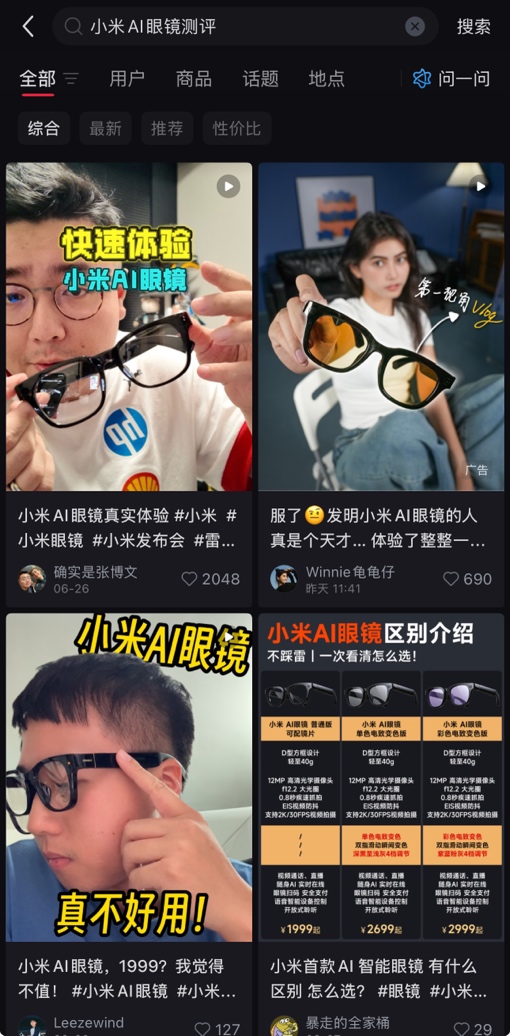 小米AI眼镜测评
搜索
全部
用户
商品
话题
地点
问一问
综合
最新
推荐
性价比
快速体验
小米AI眼镜
hp
小米AI眼镜真实体验 #小米 #
小米眼镜 #小米发布会 #雷...
确实是张博文
06-26
2048
第一视角
Vlog
广告
服了🤨发明小米AI眼镜的人
真是个天才... 体验了整整一...
Winnie龟龟仔
昨天 11:41
690
小米AI眼镜
真不好用！
小米AI眼镜，1999？我觉得
不值！ #小米AI眼镜 #小米...
Leezewind
127
小米AI眼镜区别介绍
不踩雷丨一次看清怎么选！
小米 AI眼镜 普通版
可配镜片
小米 AI眼镜
单色电致变色版
小米 AI眼镜
彩色电致变色版
D型方框设计
轻至40g
D型方框设计
轻至40g
D型方框设计
轻至40g
12MP 高清光学摄像头
f12.2 大光圈
0.8秒疾速抓拍
EIS视频防抖
支持2K/30FPS视频拍摄
12MP 高清光学摄像头
f12.2 大光圈
0.8秒疾速抓拍
EIS视频防抖
支持2K/30FPS视频拍摄
12MP 高清光学摄像头
f12.2 大光圈
0.8秒疾速抓拍
EIS视频防抖
支持2K/30FPS视频拍摄
/
/
/
单色电致变色
双指滑动瞬间变色
深黑至浅灰4档调节
彩色电致变色
双指滑动瞬间变色
紫蓝粉灰4档调节
视频通话、直播
随身AI 实时在线
眼镜扫码 安全支付
语音智能设备控制
开放式聆听
视频通话、直播
随身AI 实时在线
眼镜扫码 安全支付
语音智能设备控制
开放式聆听
视频通话、直播
随身AI 实时在线
眼镜扫码 安全支付
语音智能设备控制
开放式聆听
¥1999起
¥2699起
¥2999起
小米首款AI 智能眼镜 有什么
区别 怎么选？ #眼镜 #小米...
暴走的全家桶
29